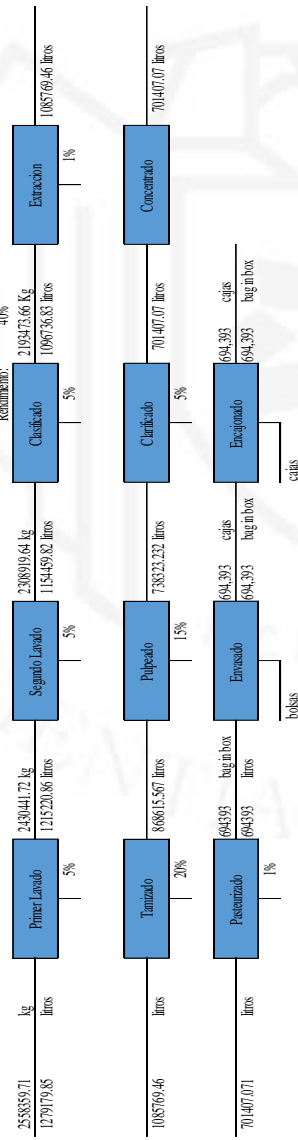 Rendimiento:
40%
2558359.71 kg
1279179.85 litros
Primer Lavado
5%
2430441.72 kg
1215220.86 litros
Segundo Lavado
5%
2308919.64 kg
1154459.82 litros
Clasificado
5%
2193473.66 Kg
1096736.83 litros
Extraccion
1%
1085769.46 litros
1085769.46 litros
Tamizado
20%
868615.567 litros
Pulpeado
15%
738323.232 litros
Clarificado
5%
701407.07 litros
Concentrado
701407.07 litros
701407.071 litros
Pasteurizado
1%
694393 bag in box
694393 litros
Envasado
bolsas
694,393 cajas
694,393 bag in box
Encajonado
cajas
694,393 cajas
694,393 bag in box